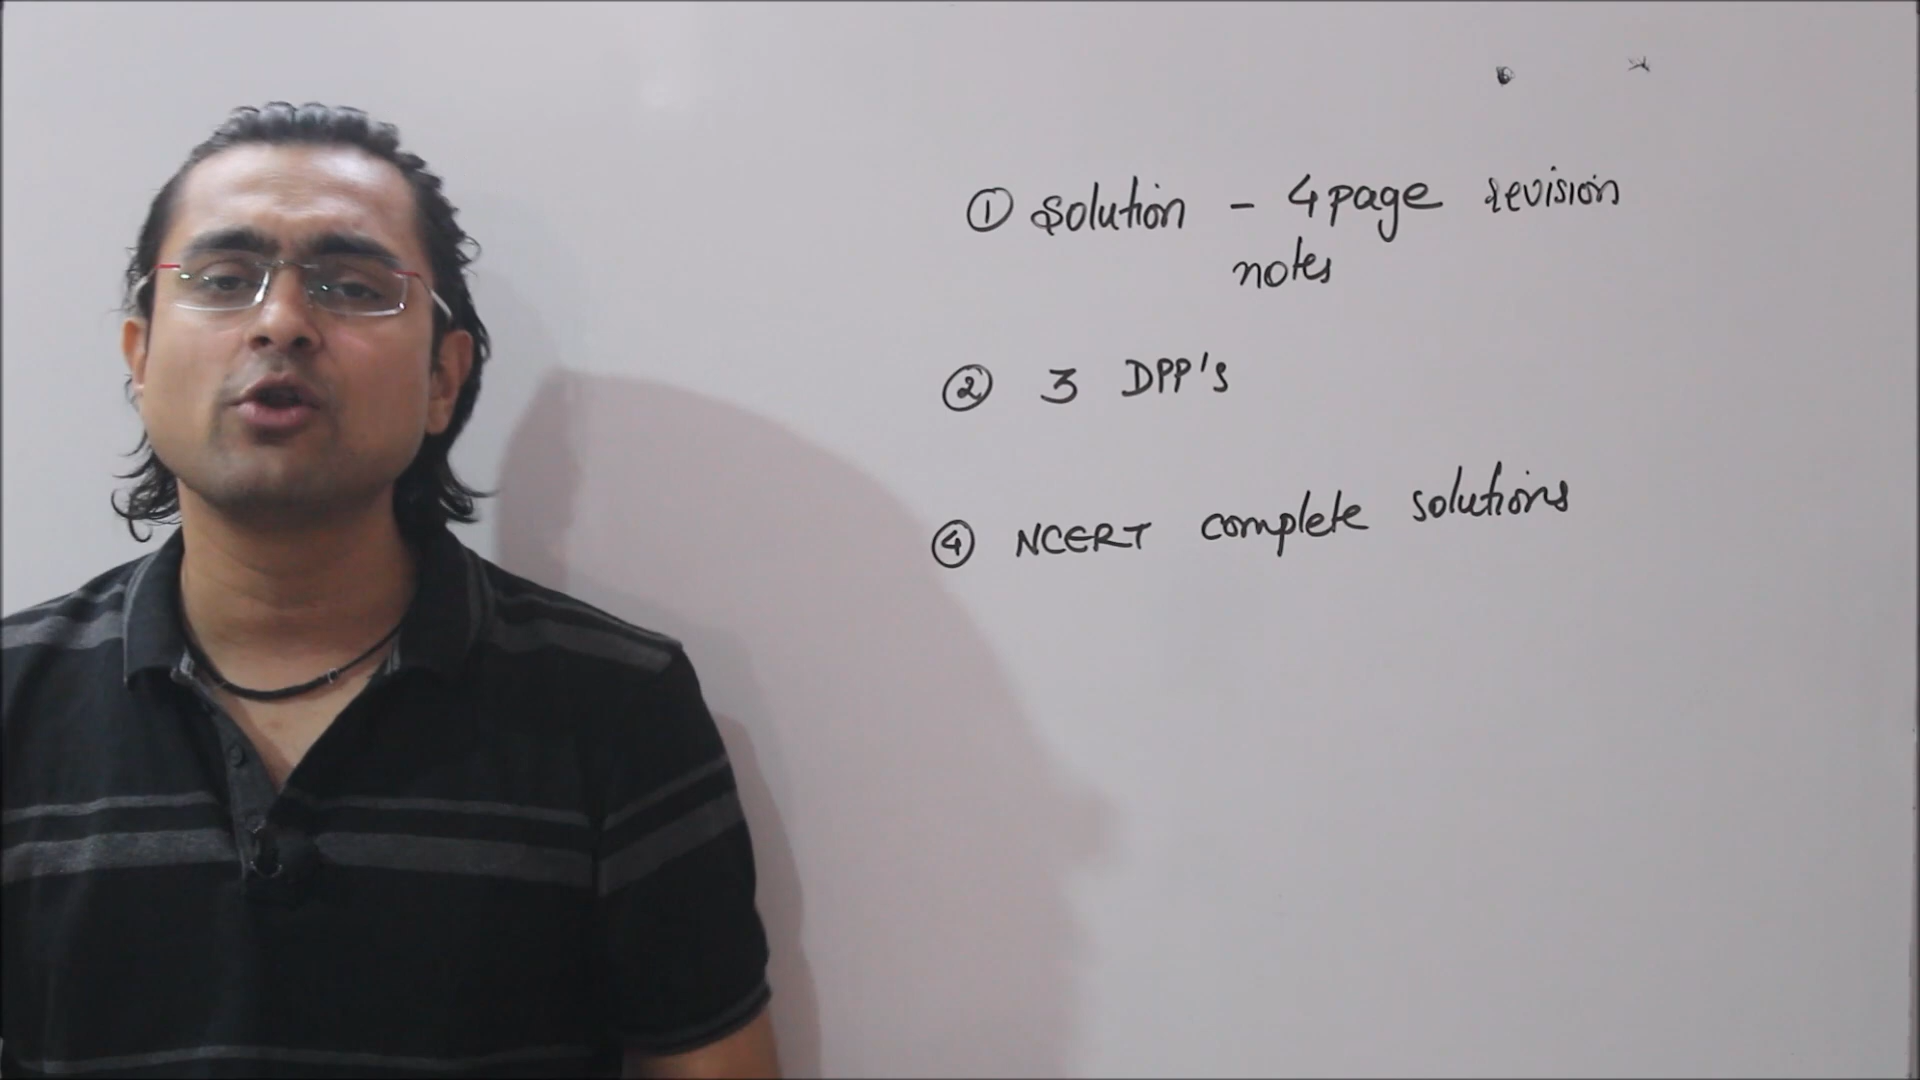 ① Solution - 4 page revision
notes
② 3 DPP's
④ NCERT complete solutions